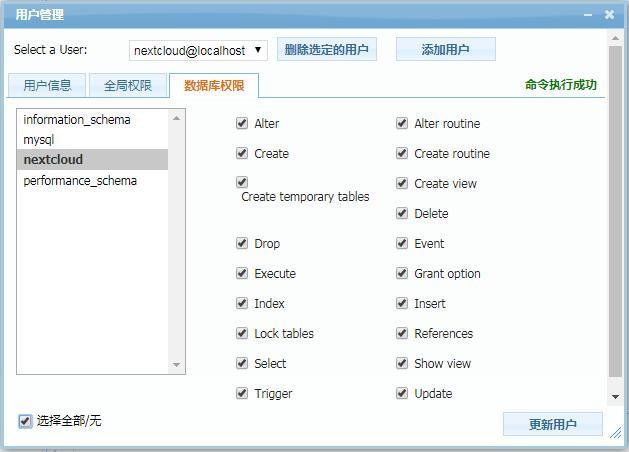 用户管理
Select a User: nextcloud@localhost 删除选定的用户 添加用户
用户信息 全局权限 数据库权限 命令执行成功
information_schema
mysql
nextcloud
performance_schema
Alter Alter routine
Create Create routine
Create temporary tables Create view
Delete
Drop Event
Execute Grant option
Index Insert
Lock tables References
Select Show view
Trigger Update
选择全部/无 更新用户